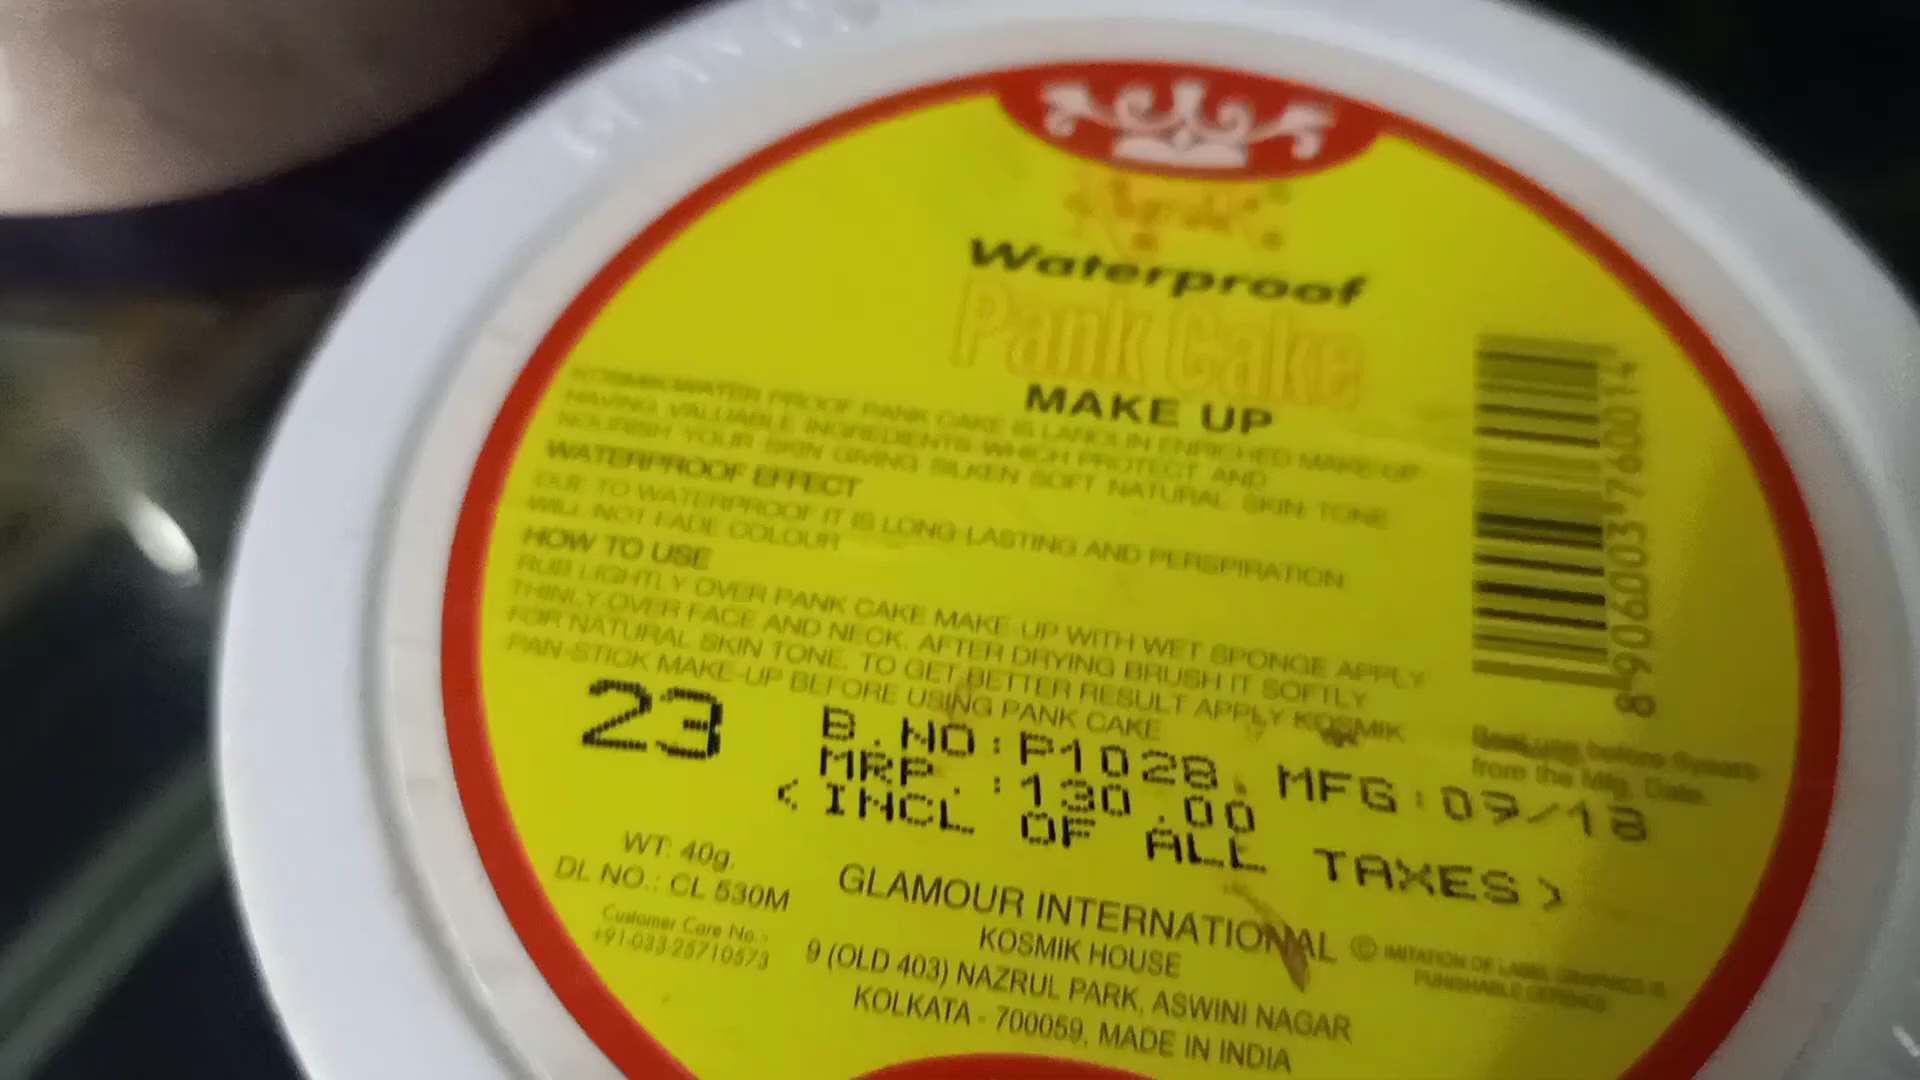 Waterproof
Pank Cake
MAKE UP
KOSMIK WATER PROOF PANK CAKE IS LANOLIN ENRICHED MAKE-UP
HAVING VALUABLE INGREDIENTS WHICH PROTECT AND
NOURISH YOUR SKIN GIVING SILKEN SOFT NATURAL SKIN TONE
WATERPROOF EFFECT
DUE TO WATERPROOF IT IS LONG-LASTING AND PERSPIRATION
WILL NOT FADE COLOUR
HOW TO USE
RUB LIGHTLY OVER PANK CAKE MAKE-UP WITH WET SPONGE APPLY
THINLY OVER FACE AND NECK. AFTER DRYING BRUSH IT SOFTLY
FOR NATURAL SKIN TONE. TO GET BETTER RESULT APPLY KOSMIK
PAN-STICK MAKE-UP BEFORE USING PANK CAKE
23
B.NO:P1028. MFG:09/18
MRP.:130.00
<INCL OF ALL TAXES>
from the Mfg. Date.
WT: 40g.
DL NO.: CL 530M
Customer Care No.-
+91-033-25710573
GLAMOUR INTERNATIONAL
KOSMIK HOUSE
9 (OLD 403) NAZRUL PARK, ASWINI NAGAR
KOLKATA - 700059, MADE IN INDIA
© IMITATION OF LABEL GRAPHICS IS
PUNISHABLE OFFENCE
8906003760014